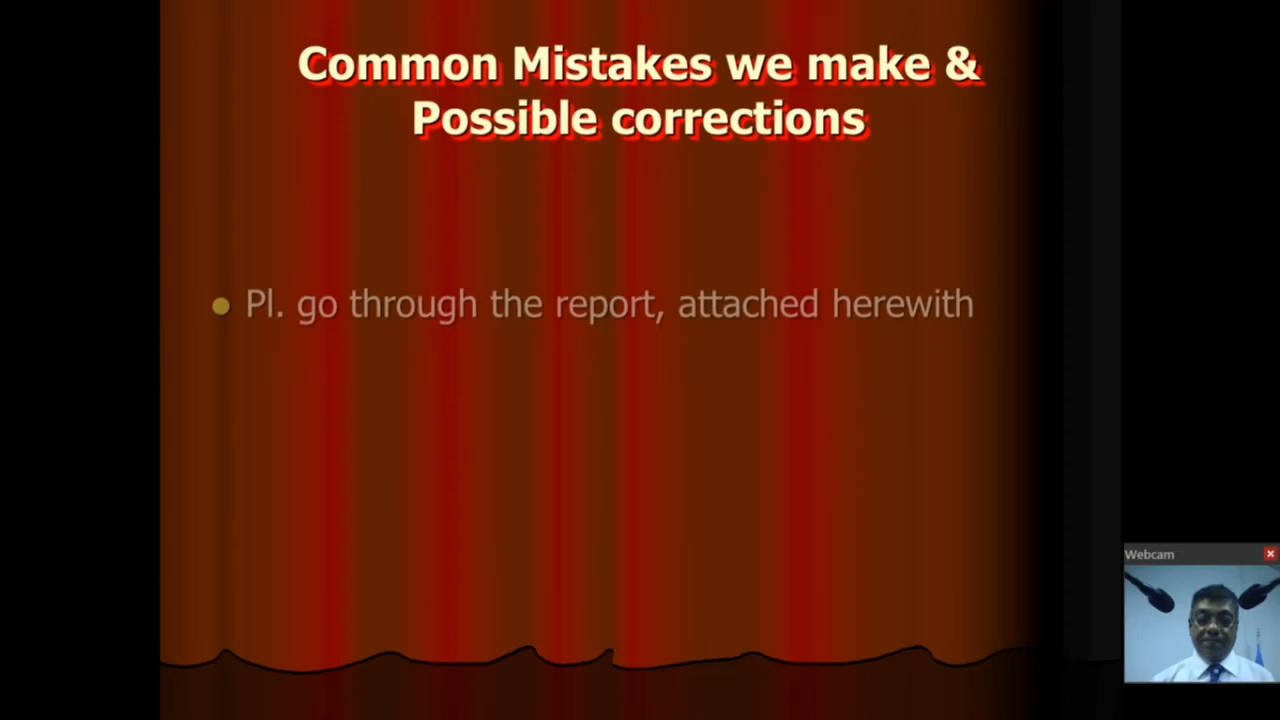 Common Mistakes we make &
Possible corrections
Pl. go through the report, attached herewith
Webcam